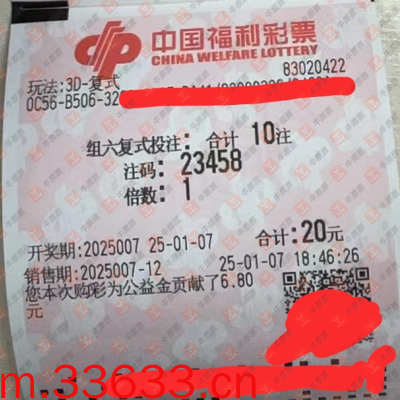 中国福利彩票
CHINA WELFARE LOTTERY
玩法:3D-复式
83020422
0C56-B506-32
组六复式投注: 合计 10注
注码: 23458
倍数: 1
开奖期:2025007 25-01-07 合计:20元
销售期:2025007-12 25-01-07 18:46:26
您本次购彩为公益金贡献了6.80
元
m.33633.cn